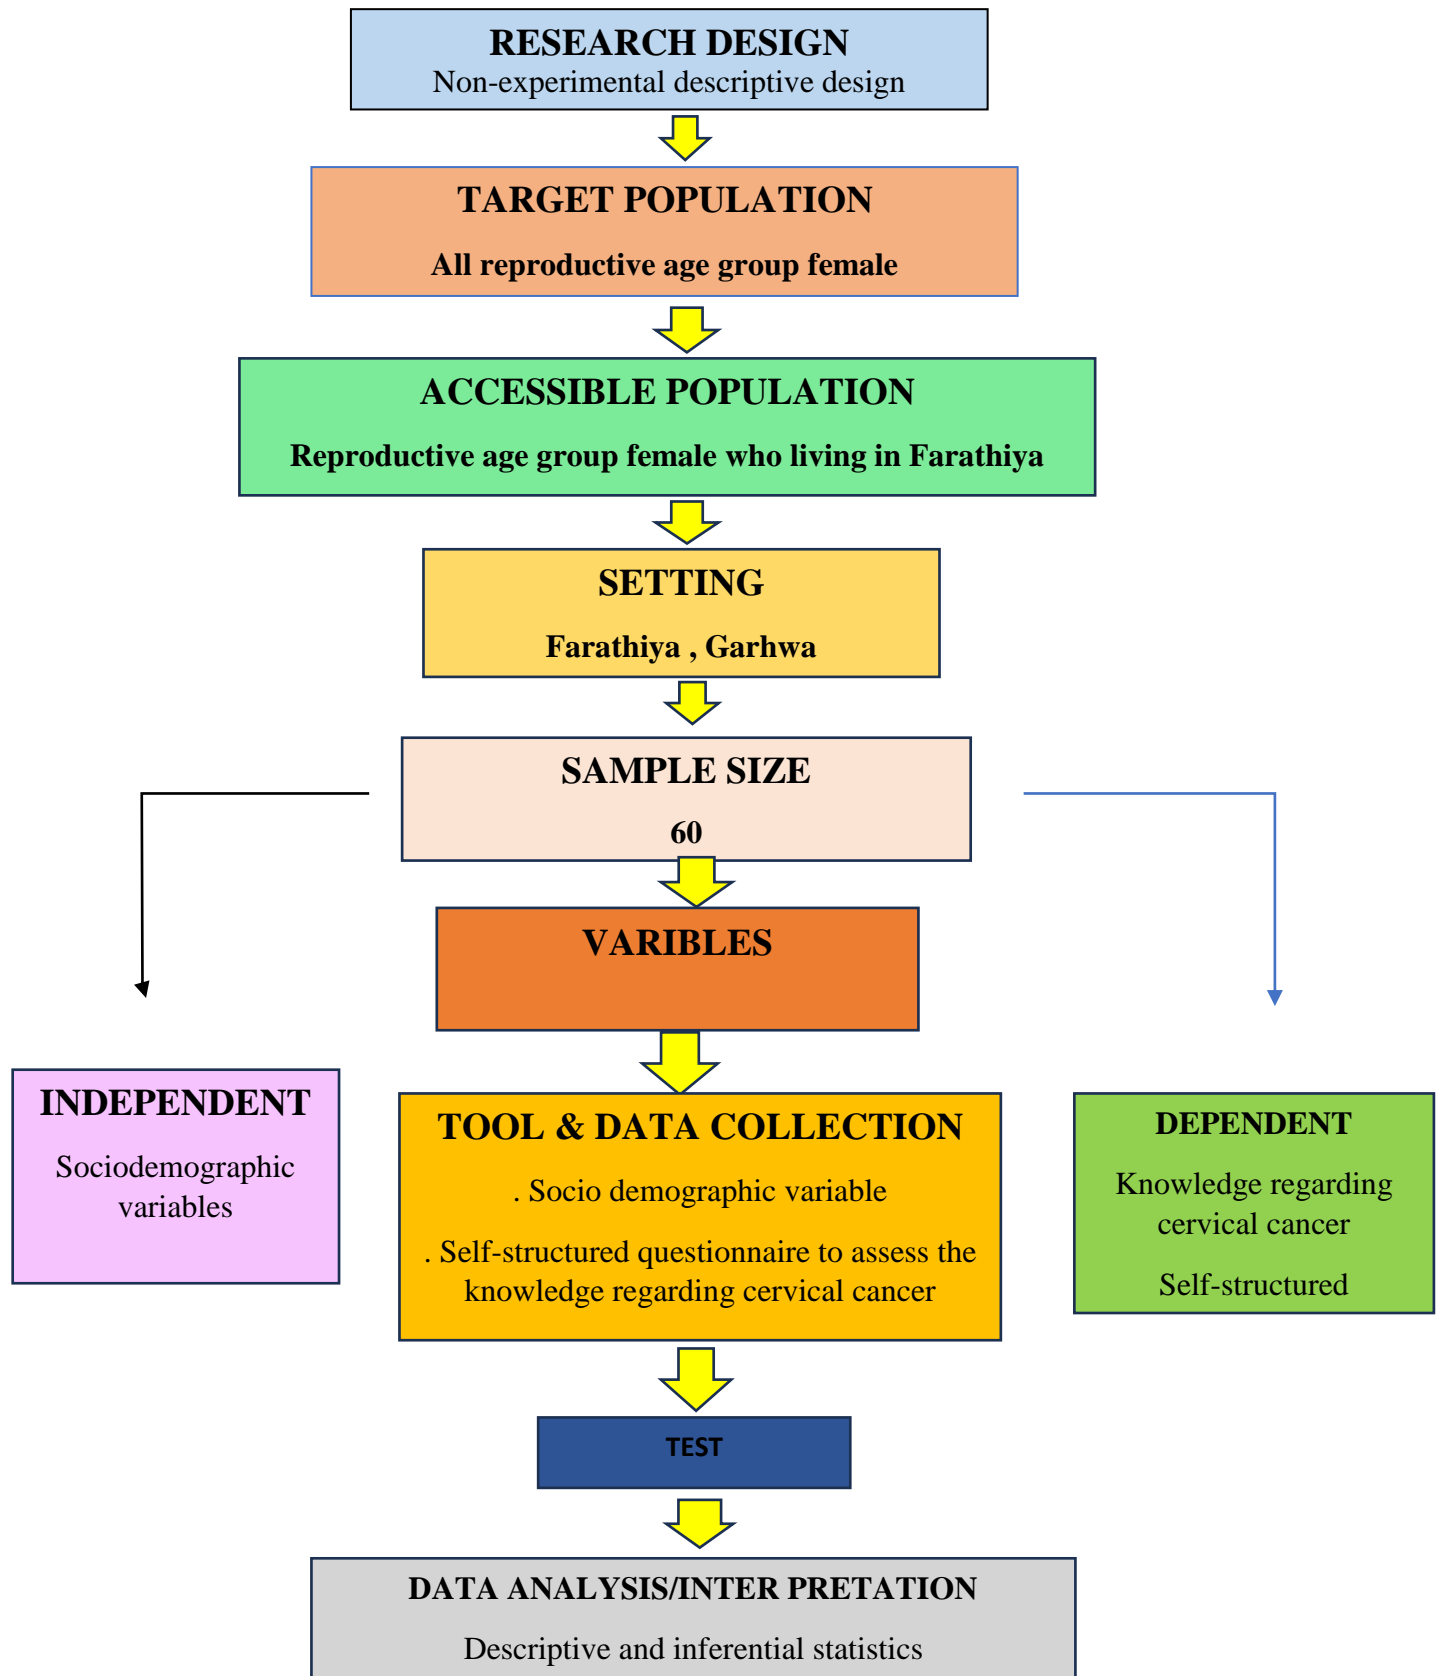 RESEARCH DESIGN
Non-experimental descriptive design
TARGET POPULATION
All reproductive age group female
ACCESSIBLE POPULATION
Reproductive age group female who living in Farathiya
SETTING
Farathiya , Garhwa
SAMPLE SIZE
60
VARIBLES
INDEPENDENT
Sociodemographic
variables
TOOL & DATA COLLECTION
. Socio demographic variable
. Self-structured questionnaire to assess the
knowledge regarding cervical cancer
DEPENDENT
Knowledge regarding
cervical cancer
Self-structured
TEST
DATA ANALYSIS/INTER PRETATION
Descriptive and inferential statistics